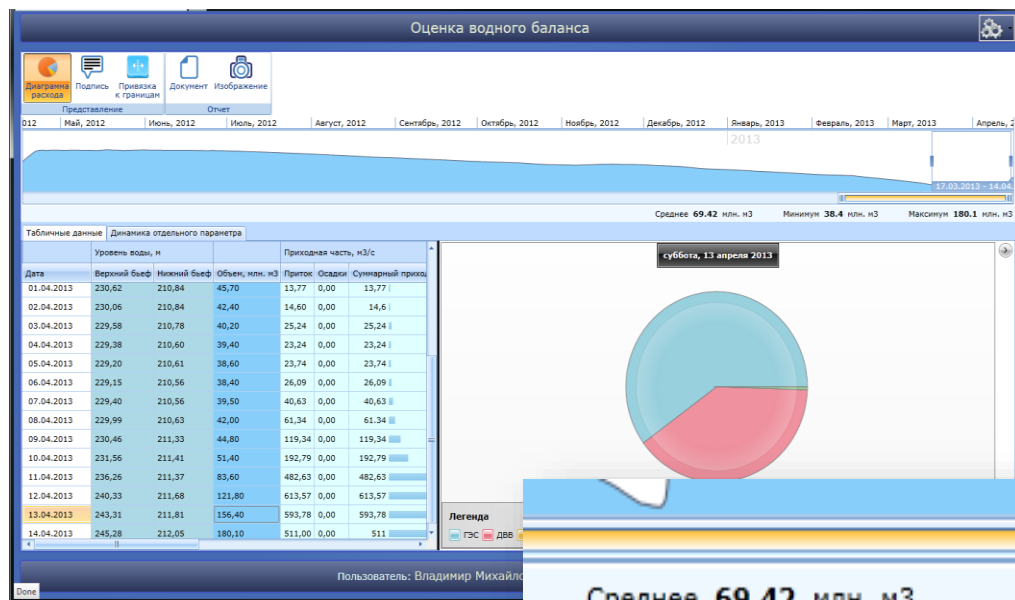 Оценка водного баланса
Диаграмма расхода Подпись Привязка к границам Документ Изображение
Представление Отчет
012 Май, 2012 Июнь, 2012 Июль, 2012 Август, 2012 Сентябрь, 2012 Октябрь, 2012 Ноябрь, 2012 Декабрь, 2012 Январь, 2013 Февраль, 2013 Март, 2013 Апрель, 2
2013
17.03.2013 - 14.04.
Среднее 69.42 млн. м3 Минимум 38.4 млн. м3 Максимум 180.1 млн. м3
Табличные данные Динамика отдельного параметра
Уровень воды, м Приходная часть, м3/с
Дата Верхний бьеф Нижний бьеф Объем, млн. м3 Приток Осадки Суммарный приход
01.04.2013 230,62 210,84 45,70 13,77 0,00 13,77
02.04.2013 230,06 210,84 42,40 14,60 0,00 14,6
03.04.2013 229,58 210,78 40,20 25,24 0,00 25,24
04.04.2013 229,38 210,60 39,40 23,24 0,00 23,24
05.04.2013 229,20 210,61 38,60 23,74 0,00 23,74
06.04.2013 229,15 210,56 38,40 26,09 0,00 26,09
07.04.2013 229,40 210,56 39,50 40,63 0,00 40,63
08.04.2013 229,99 210,63 42,00 61,34 0,00 61.34
09.04.2013 230,46 211,33 44,80 119,34 0,00 119,34
10.04.2013 231,56 211,41 51,40 192,79 0,00 192,79
11.04.2013 236,26 211,37 83,60 482,63 0,00 482,63
12.04.2013 240,33 211,68 121,80 613,57 0,00 613,57
13.04.2013 243,31 211,81 156,40 593,78 0,00 593,78
14.04.2013 245,28 212,05 180,10 511,00 0,00 511
суббота, 13 апреля 2013
Легенда
ГЭС ДВВ
Пользователь: Владимир Михайло
Done
Среднее 69.42 млн. м3